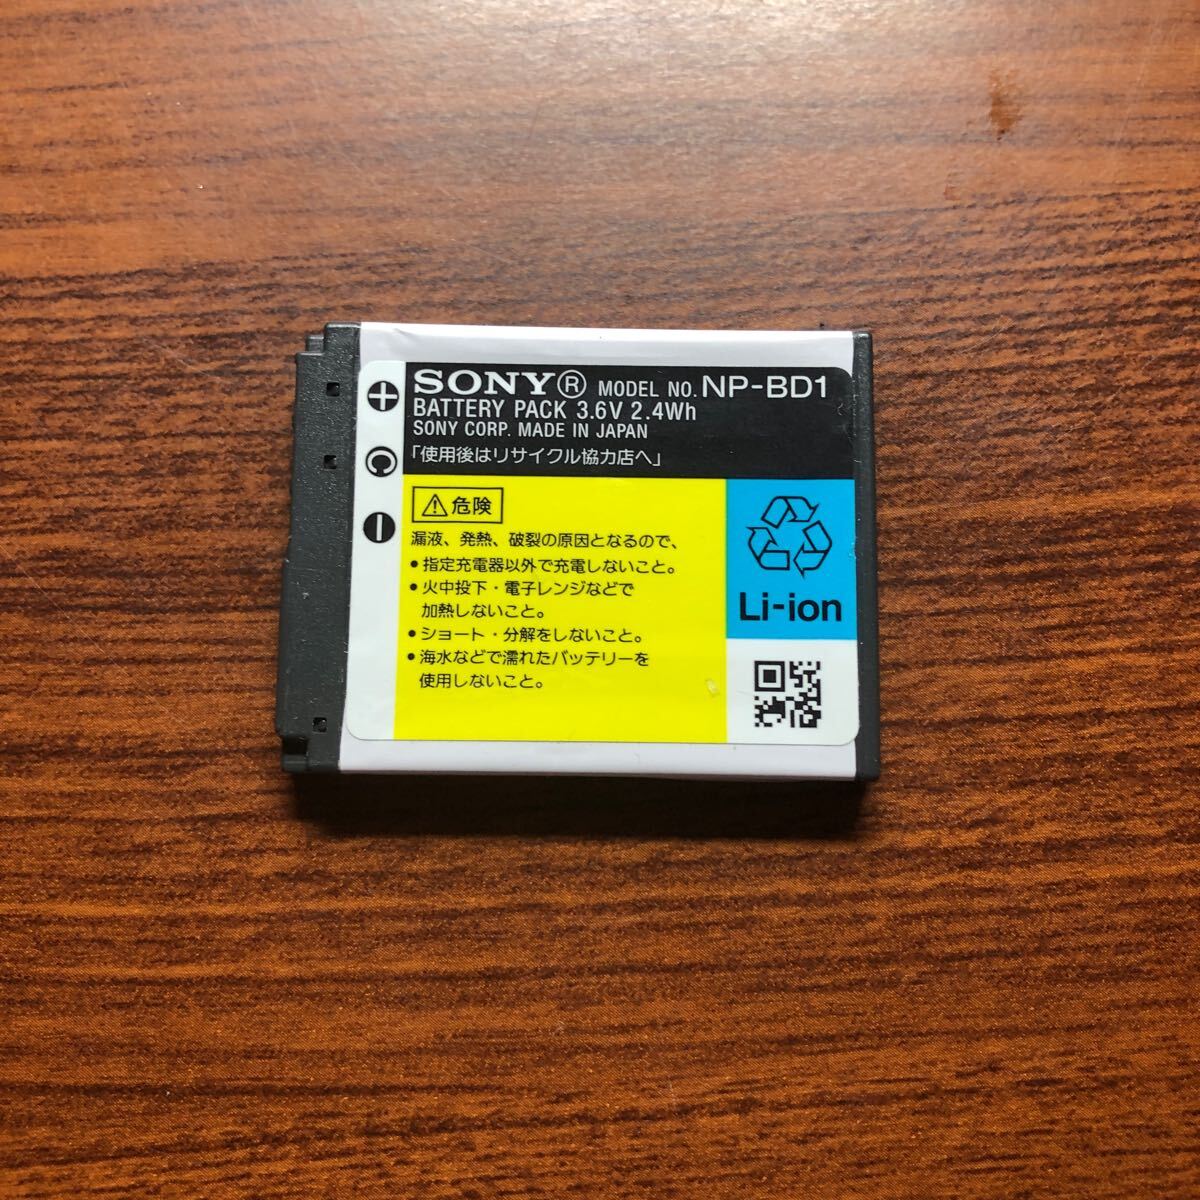 SONY® MODEL NO. NP-BD1
BATTERY PACK 3.6V 2.4Wh
SONY CORP. MADE IN JAPAN
「使用後はリサイクル協力店へ」
⚠危険
漏液、発熱、破裂の原因となるので、
•指定充電器以外で充電しないこと。
•火中投下・電子レンジなどで
加熱しないこと。
•ショート・分解をしないこと。
•海水などで濡れたバッテリーを
使用しないこと。
+
C
-
Li-ion